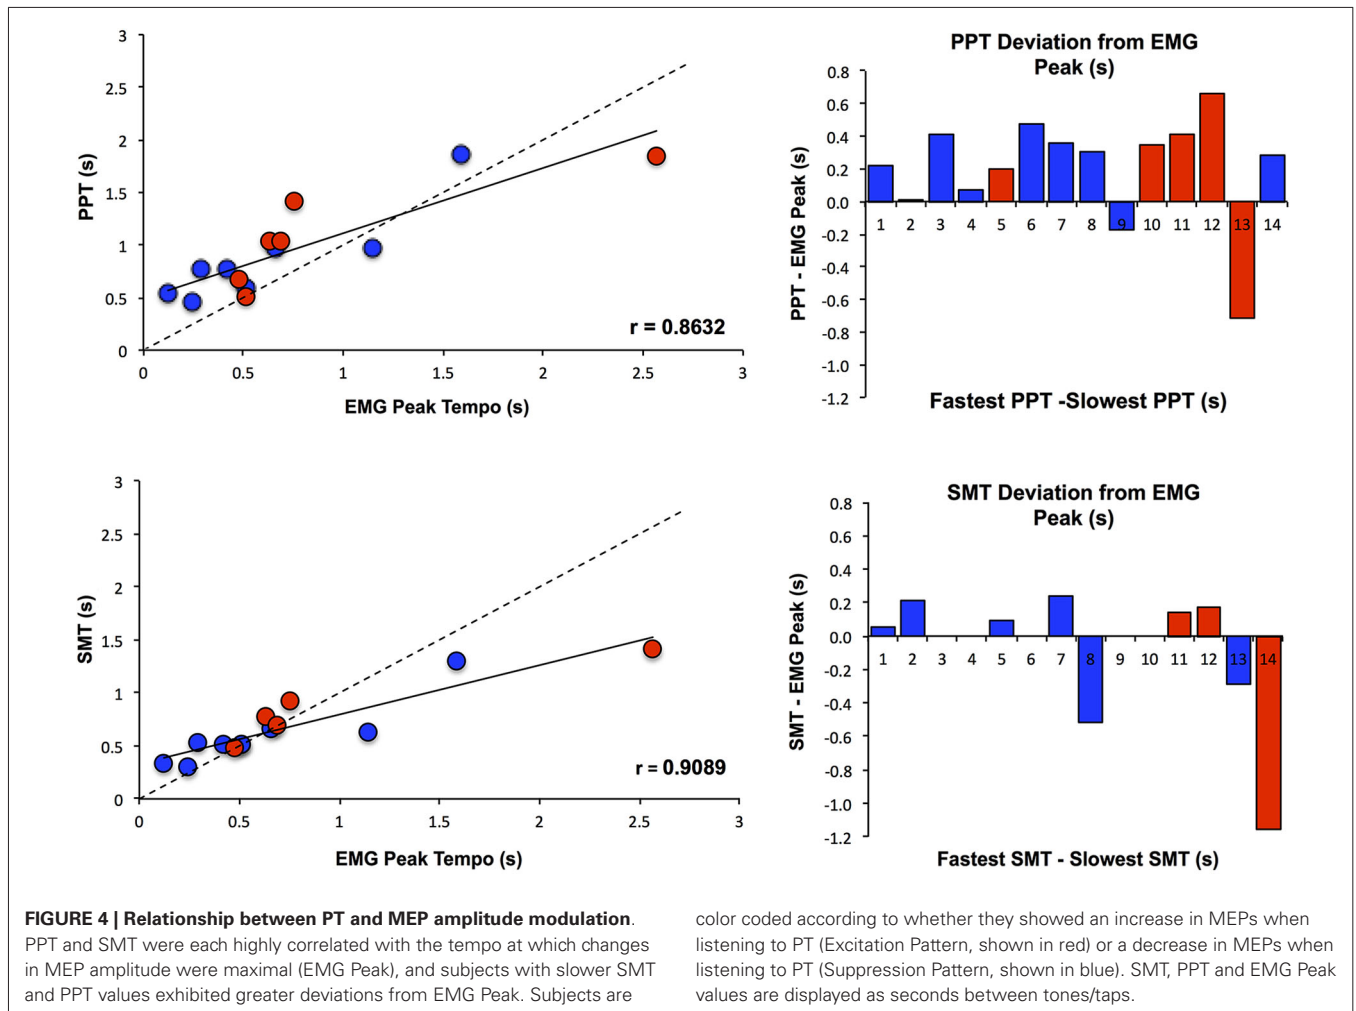 3
2.5
2
1.5
1
0.5
0
PPT (s)
r = 0.8632
0 0.5 1 1.5 2 2.5 3
EMG Peak Tempo (s)
PPT Deviation from EMG
Peak (s)
0.8
0.6
0.4
0.2
0.0
-0.2
-0.4
-0.6
-0.8
-1.0
-1.2
PPT - EMG Peak (s)
1 2 3 4 5 6 7 8 9 10 11 12 13 14
Fastest PPT -Slowest PPT (s)
3
2.5
2
1.5
1
0.5
0
SMT (s)
r = 0.9089
0 0.5 1 1.5 2 2.5 3
EMG Peak Tempo (s)
SMT Deviation from EMG
Peak (s)
0.8
0.6
0.4
0.2
0.0
-0.2
-0.4
-0.6
-0.8
-1.0
-1.2
SMT - EMG Peak (s)
1 2 3 4 5 6 7 8 9 10 11 12 13 14
Fastest SMT - Slowest SMT (s)
FIGURE 4 | Relationship between PT and MEP amplitude modulation.
PPT and SMT were each highly correlated with the tempo at which changes
in MEP amplitude were maximal (EMG Peak), and subjects with slower SMT
and PPT values exhibited greater deviations from EMG Peak. Subjects are
color coded according to whether they showed an increase in MEPs when
listening to PT (Excitation Pattern, shown in red) or a decrease in MEPs when
listening to PT (Suppression Pattern, shown in blue). SMT, PPT and EMG Peak
values are displayed as seconds between tones/taps.